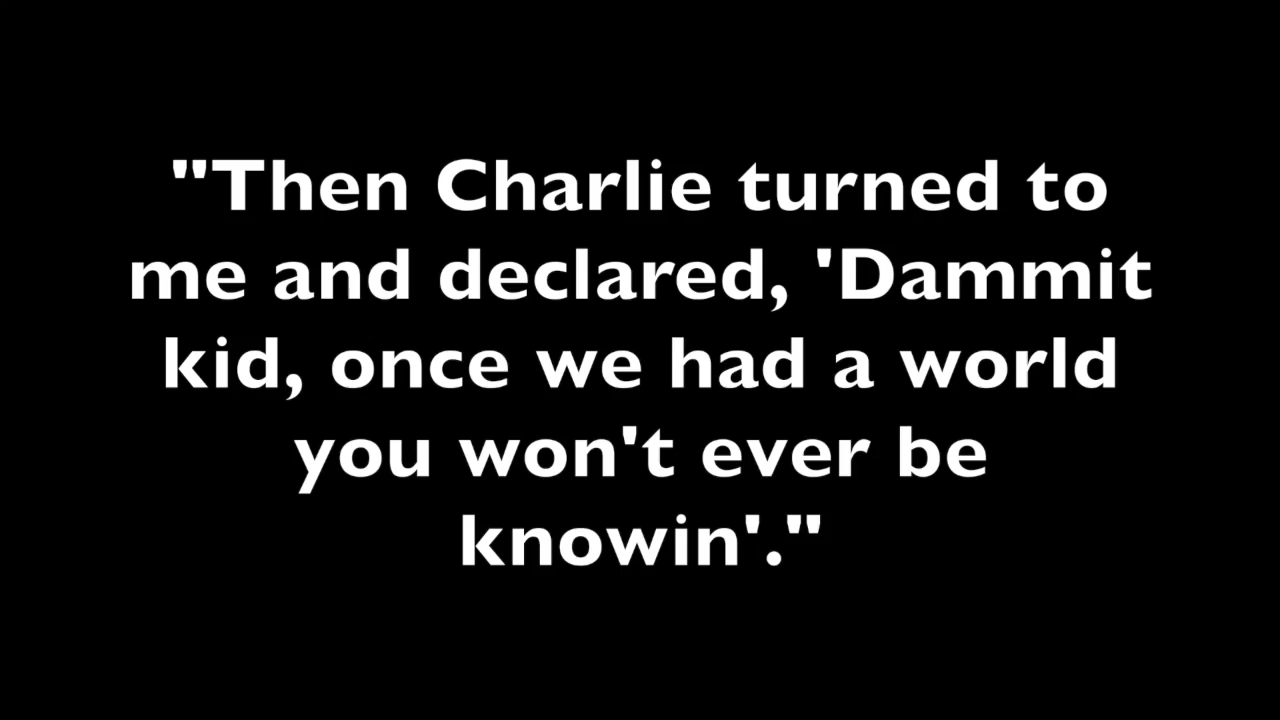 "Then Charlie turned to
me and declared, 'Dammit
kid, once we had a world
you won't ever be
knowin'."